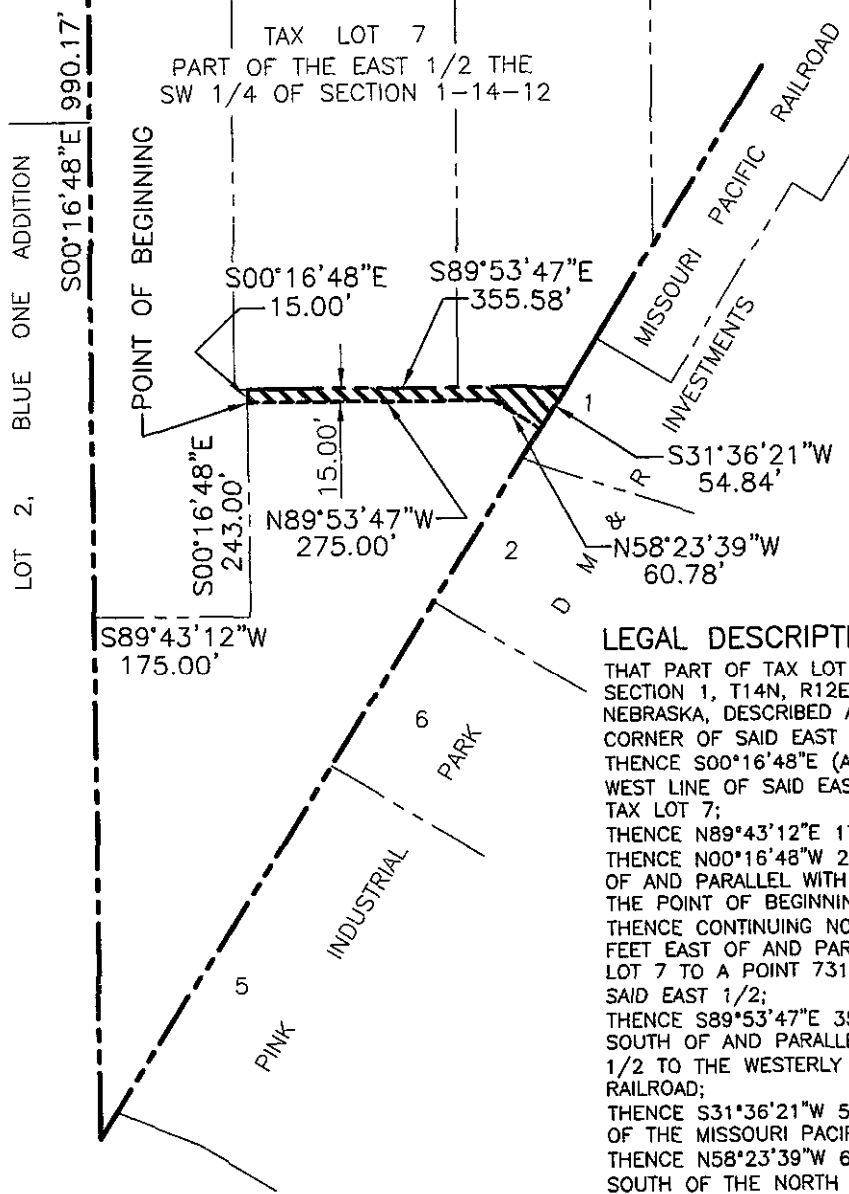 TAX LOT 7
PART OF THE EAST 1/2 THE
SW 1/4 OF SECTION 1-14-12
990.17'
S00°16'48"E
LOT 2, BLUE ONE ADDITION
POINT OF BEGINNING
MISSOURI PACIFIC RAILROAD
S00°16'48"E
15.00'
S89°53'47"E
355.58'
1
D M & R INVESTMENTS
S31°36'21"W
54.84'
S00°16'48"E
243.00'
15.00'
N89°53'47"W
275.00'
2
N58°23'39"W
60.78'
S89°43'12"W
175.00'
6
5
PINK INDUSTRIAL PARK
LEGAL DESCRIPT
THAT PART OF TAX LOT
SECTION 1, T14N, R12E
NEBRASKA, DESCRIBED A
CORNER OF SAID EAST
THENCE S00°16'48"E (A
WEST LINE OF SAID EAS
TAX LOT 7;
THENCE N89°43'12"E 1
THENCE N00°16'48"W 2
OF AND PARALLEL WITH
THE POINT OF BEGINNIN
THENCE CONTINUING NO
FEET EAST OF AND PAR
LOT 7 TO A POINT 731
SAID EAST 1/2;
THENCE S89°53'47"E 35
SOUTH OF AND PARALLE
1/2 TO THE WESTERLY
RAILROAD;
THENCE S31°36'21"W 5
OF THE MISSOURI PACIF
THENCE N58°23'39"W 6
SOUTH OF THE NORTH